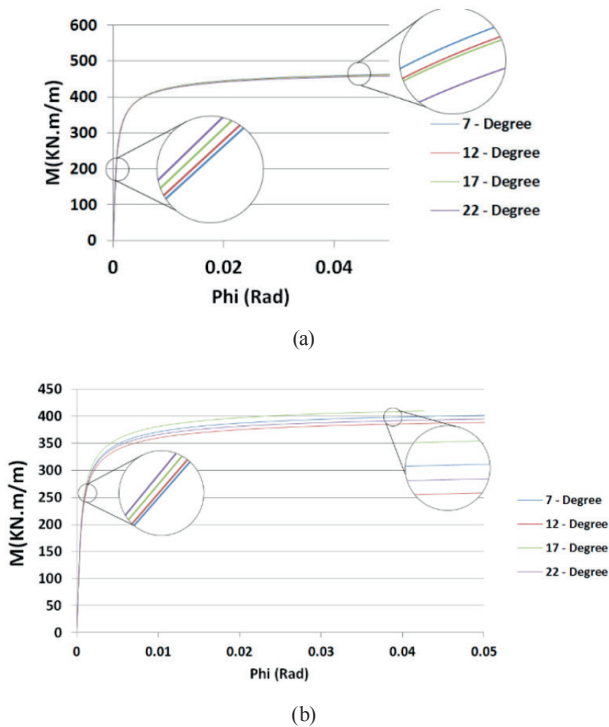 600
500
400
300
200
100
0
M(KN.m/m)
0
0.02
0.04
Phi (Rad)
7 - Degree
12 - Degree
17 - Degree
22 - Degree
(a)
450
400
350
300
250
200
150
100
50
0
M(KN.m/m)
0
0.01
0.02
0.03
0.04
0.05
Phi (Rad)
7 - Degree
12 - Degree
17 - Degree
22 - Degree
(b)